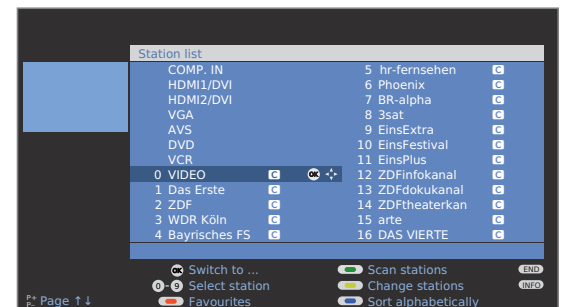 Station list
COMP. IN
HDMI1/DVI
HDMI2/DVI
VGA
AVS
DVD
VCR
0 VIDEO C OK
1 Das Erste C
2 ZDF C
3 WDR Köln C
4 Bayrisches FS C
5 hr-fernsehen C
6 Phoenix C
7 BR-alpha C
8 3sat C
9 EinsExtra C
10 EinsFestival C
11 EinsPlus C
12 ZDFinfokanal C
13 ZDFdokukanal C
14 ZDFtheaterkan C
15 arte C
16 DAS VIERTE C
OK Switch to ...
0-9 Select station
Favourites
Scan stations
Change stations
Sort alphabetically
END
INFO
P+ P- Page ↑↓